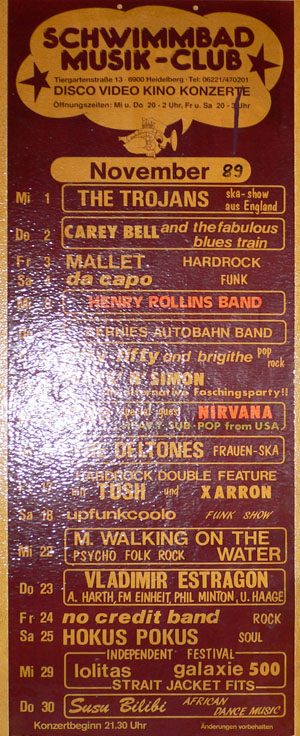 SCHWIMMBAD
MUSIK-CLUB
Tiergartenstraße 13 · 6900 Heidelberg · Tel: 06221/470201
DISCO VIDEO KINO KONZERTE
Öffnungszeiten: Mi u. Do 20 - 2 Uhr, Fr u. Sa 20 - 3 Uhr
November 89
Mi 1 THE TROJANS ska-show
aus England
Do 2 CAREY BELL and the fabulous
blues train
Fr 3 MALLET HARDROCK
Sa 4 da capo FUNK
HENRY ROLLINS BAND
BERNIES AUTOBAHN BAND
and brigithe pop
rock
SIMON
alternative Faschingsparty!!
special guest NIRVANA
HEAVY-SUB-POP from USA
DELTONES FRAUEN-SKA
HARDROCK DOUBLE FEATURE
mit TUSH und XARRON
Sa 18 upfunkcoolo FUNK SHOW
Mi 22 M. WALKING ON THE
PSYCHO FOLK ROCK WATER
Do 23 VLADIMIR ESTRAGON
A. HARTH, FM EINHEIT, PHIL MINTON, U. HAAGE
Fr 24 no credit band ROCK
Sa 25 HOKUS POKUS SOUL
INDEPENDENT FESTIVAL
Mi 29 lolitas galaxie 500
STRAIT JACKET FITS
Do 30 Susu Bilibi AFRICAN
DANCE MUSIC
Konzertbeginn 21.30 Uhr Änderungen vorbehalten